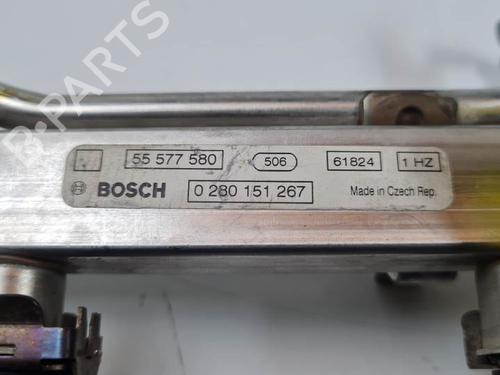 55 577 580 506 61824 1 HZ
BOSCH 0 280 151 267 Made in Czech Rep.
B-PARTS